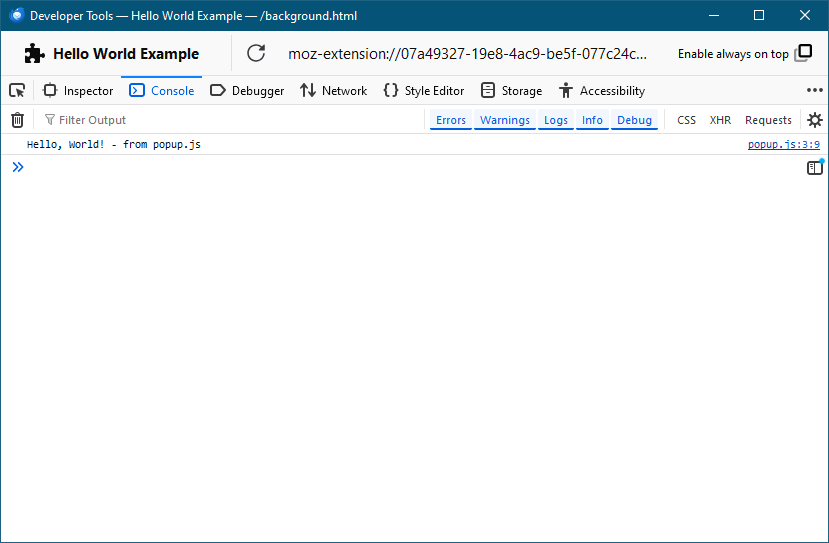 Developer Tools — Hello World Example — /background.html
Hello World Example moz-extension://07a49327-19e8-4ac9-be5f-077c24c... Enable always on top
Inspector Console Debugger Network Style Editor Storage Accessibility
Filter Output Errors Warnings Logs Info Debug CSS XHR Requests
Hello, World! - from popup.js popup.js:3:9